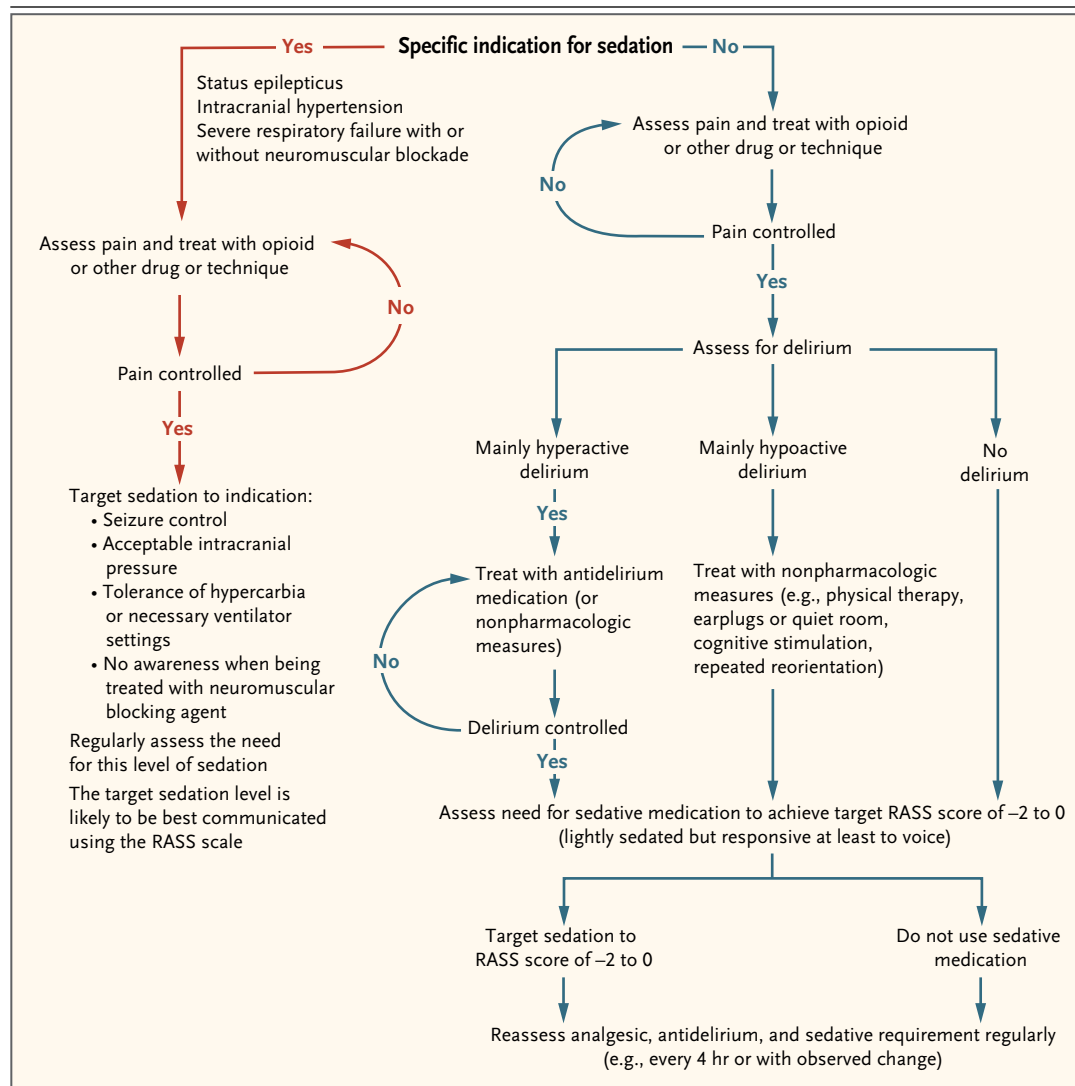 Specific indication for sedation
Yes
Status epilepticus
Intracranial hypertension
Severe respiratory failure with or
without neuromuscular blockade
Assess pain and treat with opioid
or other drug or technique
No
Pain controlled
Yes
Target sedation to indication:
• Seizure control
• Acceptable intracranial
pressure
• Tolerance of hypercarbia
or necessary ventilator
settings
• No awareness when being
treated with neuromuscular
blocking agent
Regularly assess the need
for this level of sedation
The target sedation level is
likely to be best communicated
using the RASS scale
No
Assess pain and treat with opioid
or other drug or technique
No
Pain controlled
Yes
Assess for delirium
Mainly hyperactive
delirium
Yes
Treat with antidelirium
medication (or
nonpharmacologic
measures)
No
Delirium controlled
Yes
Mainly hypoactive
delirium
Treat with nonpharmacologic
measures (e.g., physical therapy,
earplugs or quiet room,
cognitive stimulation,
repeated reorientation)
No
delirium
Assess need for sedative medication to achieve target RASS score of –2 to 0
(lightly sedated but responsive at least to voice)
Target sedation to
RASS score of –2 to 0
Do not use sedative
medication
Reassess analgesic, antidelirium, and sedative requirement regularly
(e.g., every 4 hr or with observed change)